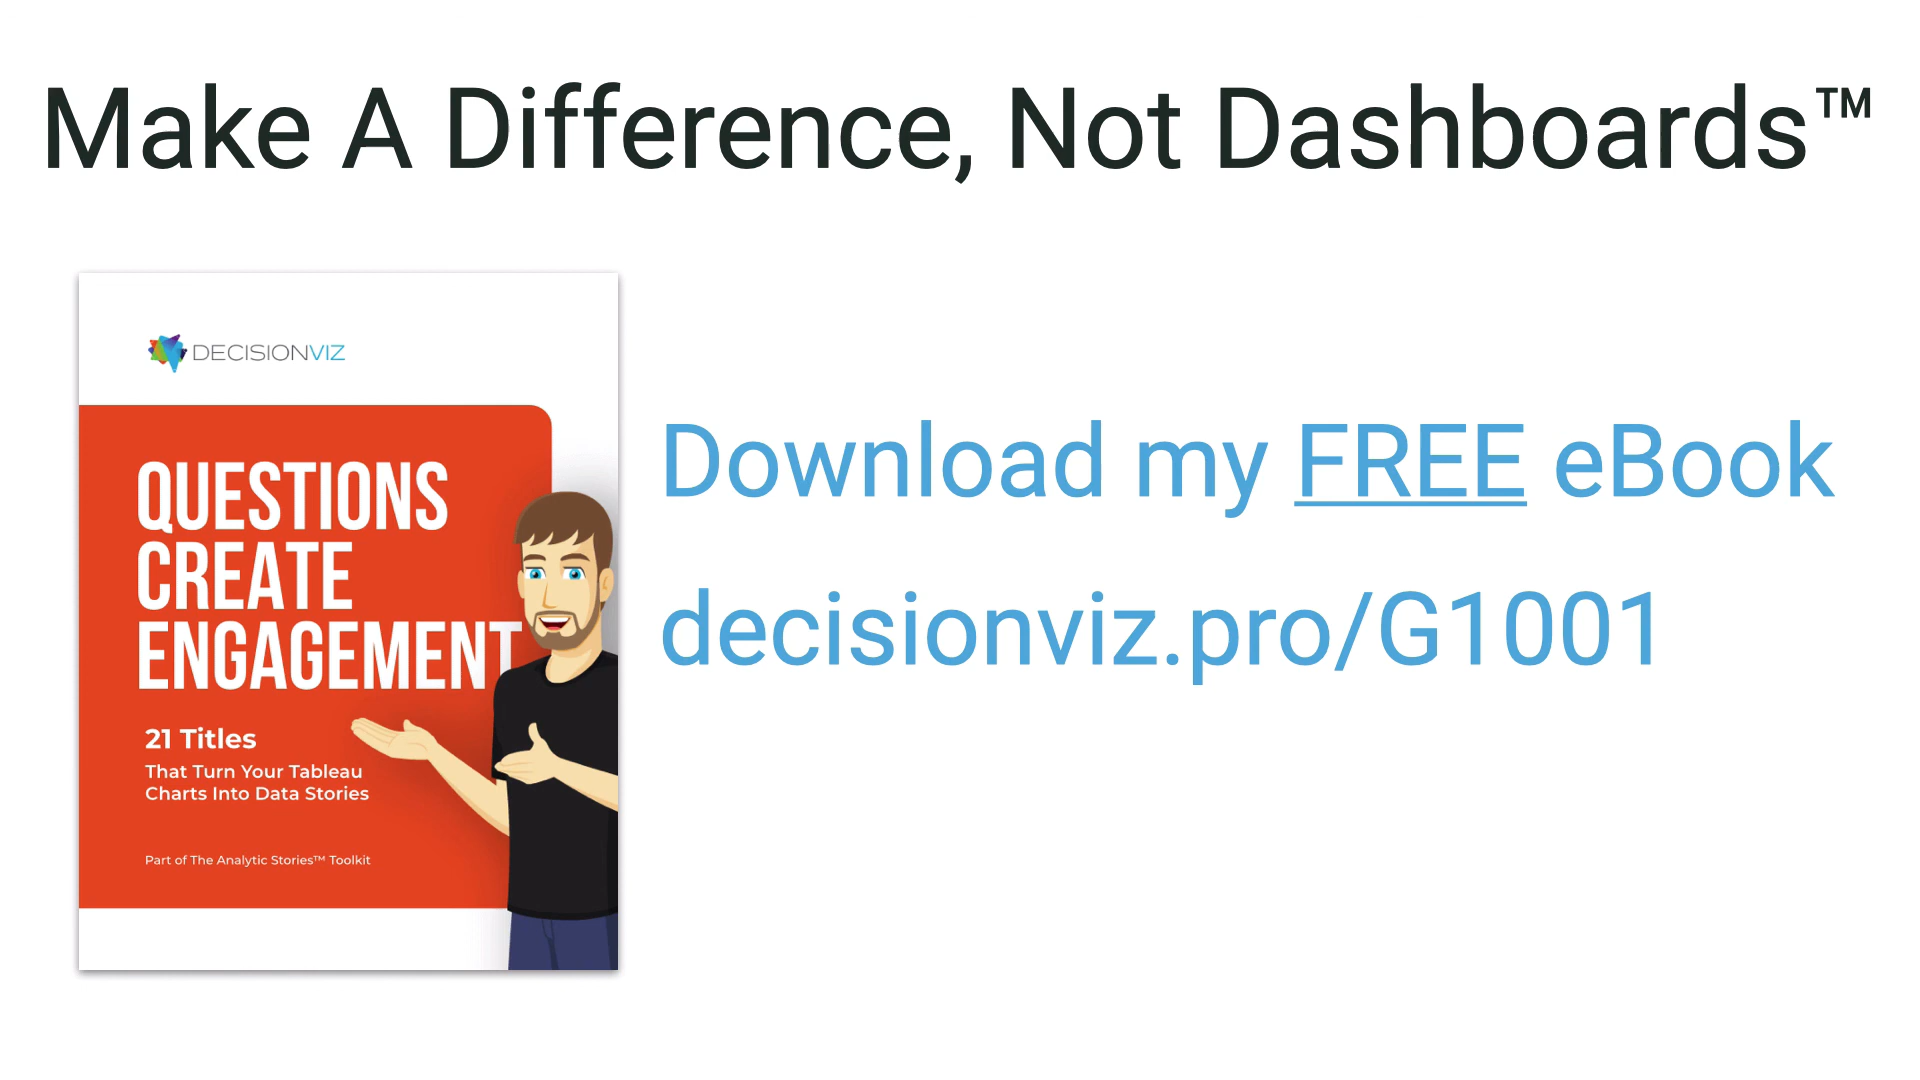 Make A Difference, Not Dashboards™
DECISIONVIZ
QUESTIONS
CREATE
ENGAGEMENT
21 Titles
That Turn Your Tableau
Charts Into Data Stories
Part of The Analytic Stories™ Toolkit
Download my FREE eBook
decisionviz.pro/G1001